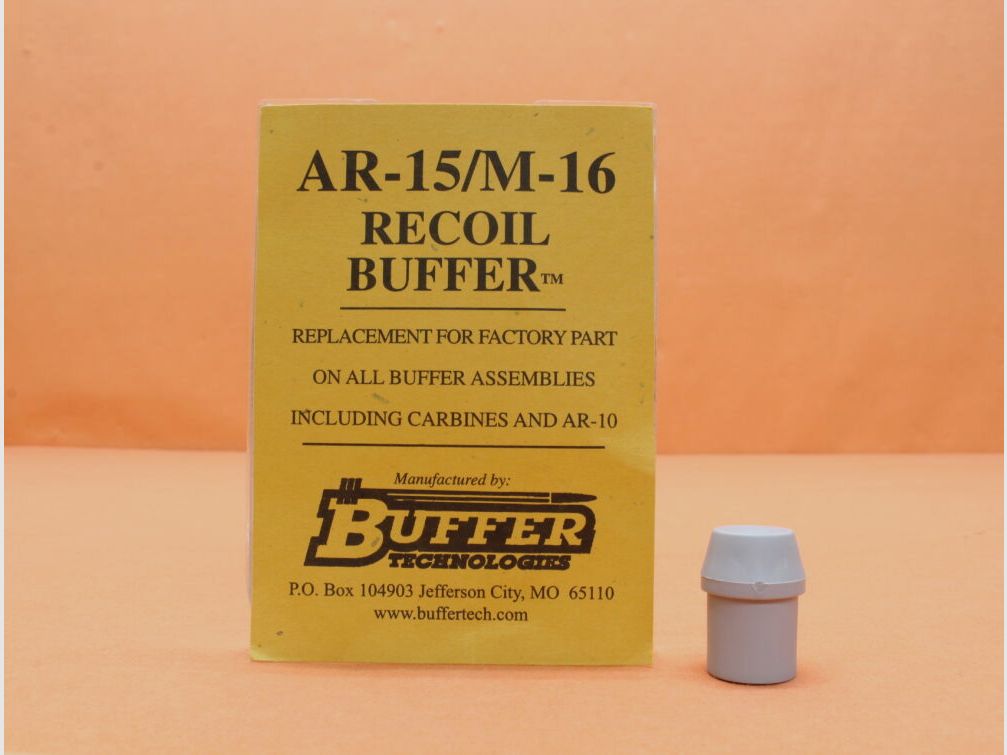 AR-15/M-16
RECOIL
BUFFER™
REPLACEMENT FOR FACTORY PART
ON ALL BUFFER ASSEMBLIES
INCLUDING CARBINES AND AR-10
Manufactured by:
BUFFER
TECHNOLOGIES
P.O. Box 104903 Jefferson City, MO 65110
www.buffertech.com